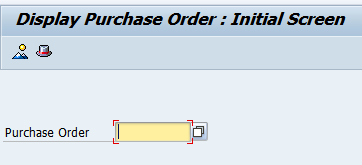 Display Purchase Order : Initial Screen
Purchase Order